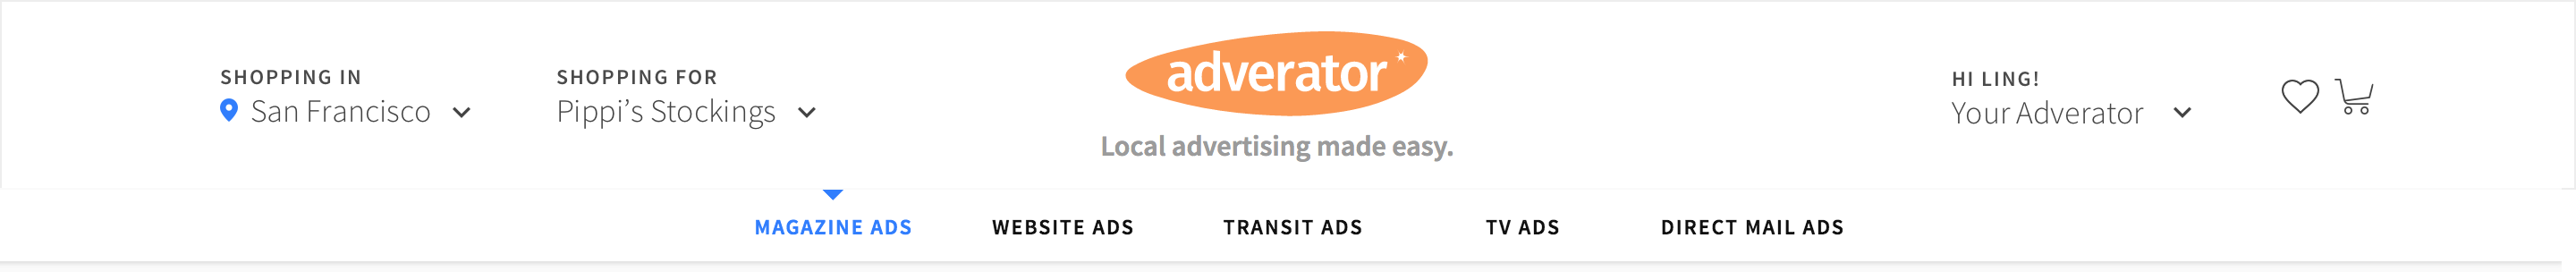 SHOPPING IN
San Francisco
SHOPPING FOR
Pippi’s Stockings
adverator
Local advertising made easy.
HI LING!
Your Adverator
MAGAZINE ADS
WEBSITE ADS
TRANSIT ADS
TV ADS
DIRECT MAIL ADS